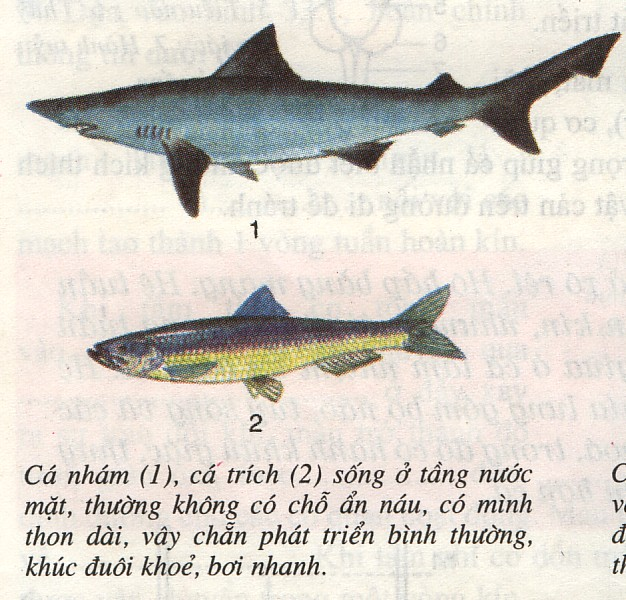 1
2
Cá nhám (1), cá trích (2) sống ở tầng nước
mặt, thường không có chỗ ẩn náu, có mình
thon dài, vây chẵn phát triển bình thường,
khúc đuôi khoẻ, bơi nhanh.